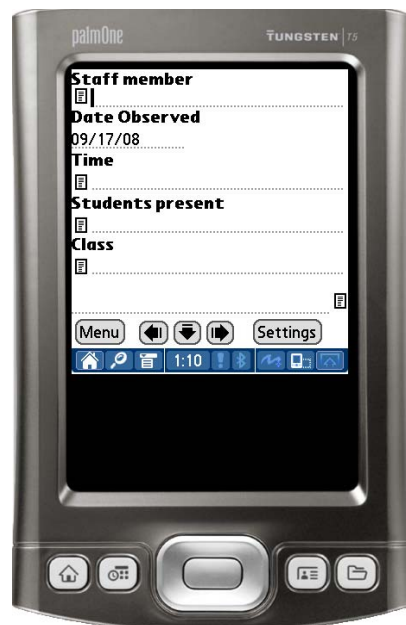 palmOne TUNGSTEN | T5
Staff member
Date Observed
09/17/08
Time
Students present
Class
Menu Settings
1:10